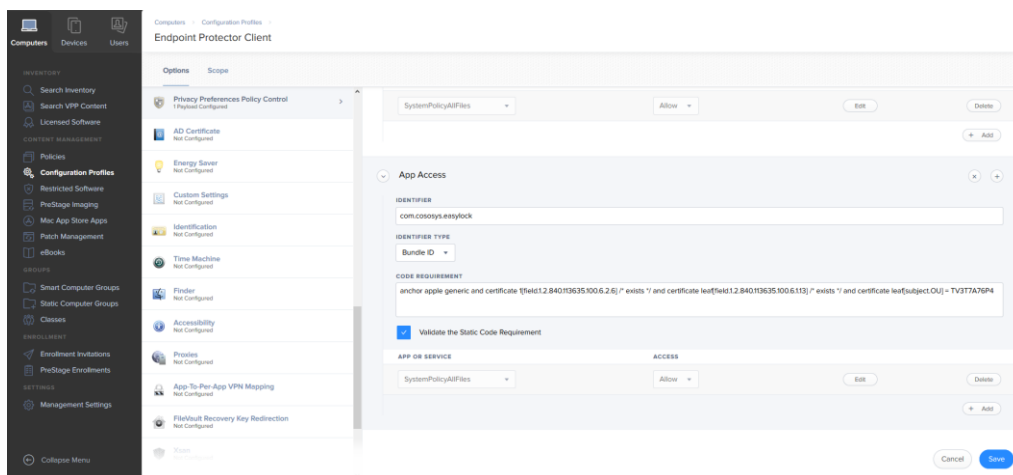 Computers
Devices
Users
INVENTORY
Search Inventory
Search VPP Content
Licensed Software
CONTENT MANAGEMENT
Policies
Configuration Profiles
Restricted Software
PreStage Imaging
Mac App Store Apps
Patch Management
eBooks
GROUPS
Smart Computer Groups
Static Computer Groups
Classes
ENROLLMENT
Enrollment Invitations
PreStage Enrollments
SETTINGS
Management Settings
Collapse Menu
Computers > Configuration Profiles >
Endpoint Protector Client
Options
Scope
Privacy Preferences Policy Control
1 Payload Configured
AD Certificate
Not Configured
Energy Saver
Not Configured
Custom Settings
Not Configured
Identification
Not Configured
Time Machine
Not Configured
Finder
Not Configured
Accessibility
Not Configured
Proxies
Not Configured
App-To-Per-App VPN Mapping
Not Configured
FileVault Recovery Key Redirection
Not Configured
SystemPolicyAllFiles
Allow
Edit
Delete
+ Add
App Access
IDENTIFIER
com.cososys.easylock
IDENTIFIER TYPE
Bundle ID
CODE REQUIREMENT
anchor apple generic and certificate 1[field.1.2.840.113635.100.6.2.6] /* exists */ and certificate leaf[field.1.2.840.113635.100.6.1.13] /* exists */ and certificate leaf[subject.OU] = TV3T7A76P4
Validate the Static Code Requirement
APP OR SERVICE
ACCESS
SystemPolicyAllFiles
Allow
Edit
Delete
+ Add
Cancel
Save